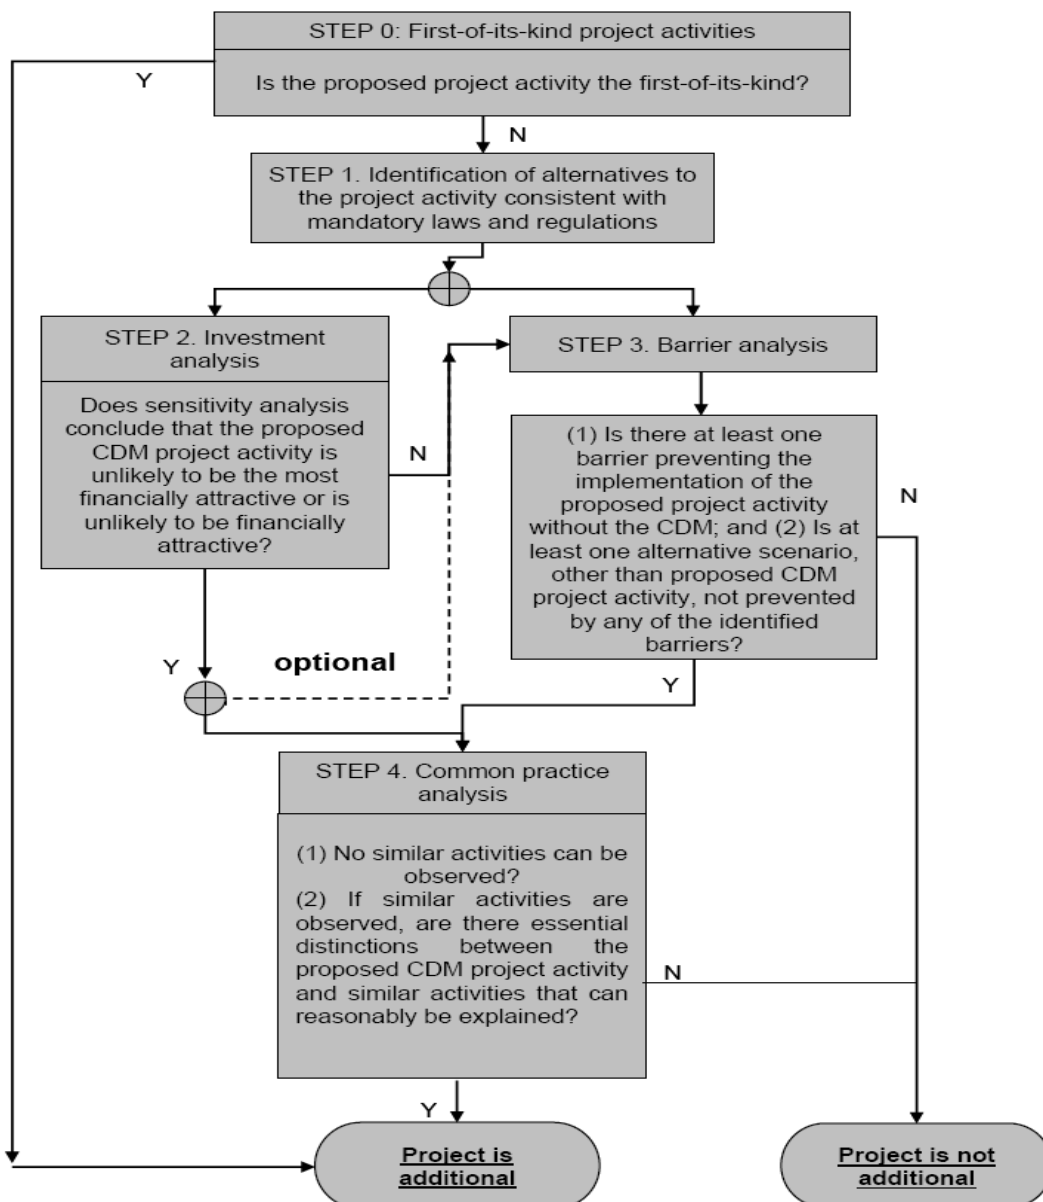 STEP 0: First-of-its-kind project activities
Y
Is the proposed project activity the first-of-its-kind?
N
STEP 1. Identification of alternatives to
the project activity consistent with
mandatory laws and regulations
STEP 2. Investment
analysis
Does sensitivity analysis
conclude that the proposed
CDM project activity is
unlikely to be the most
financially attractive or is
unlikely to be financially
attractive?
N
Y
optional
STEP 3. Barrier analysis
(1) Is there at least one
barrier preventing the
implementation of the
proposed project activity
without the CDM; and (2) Is at
least one alternative scenario,
other than proposed CDM
project activity, not prevented
by any of the identified
barriers?
N
Y
STEP 4. Common practice
analysis
(1) No similar activities can be
observed?
(2) If similar activities are
observed, are there essential
distinctions between the
proposed CDM project activity
and similar activities that can
reasonably be explained?
N
Y
Project is
additional
Project is not
additional